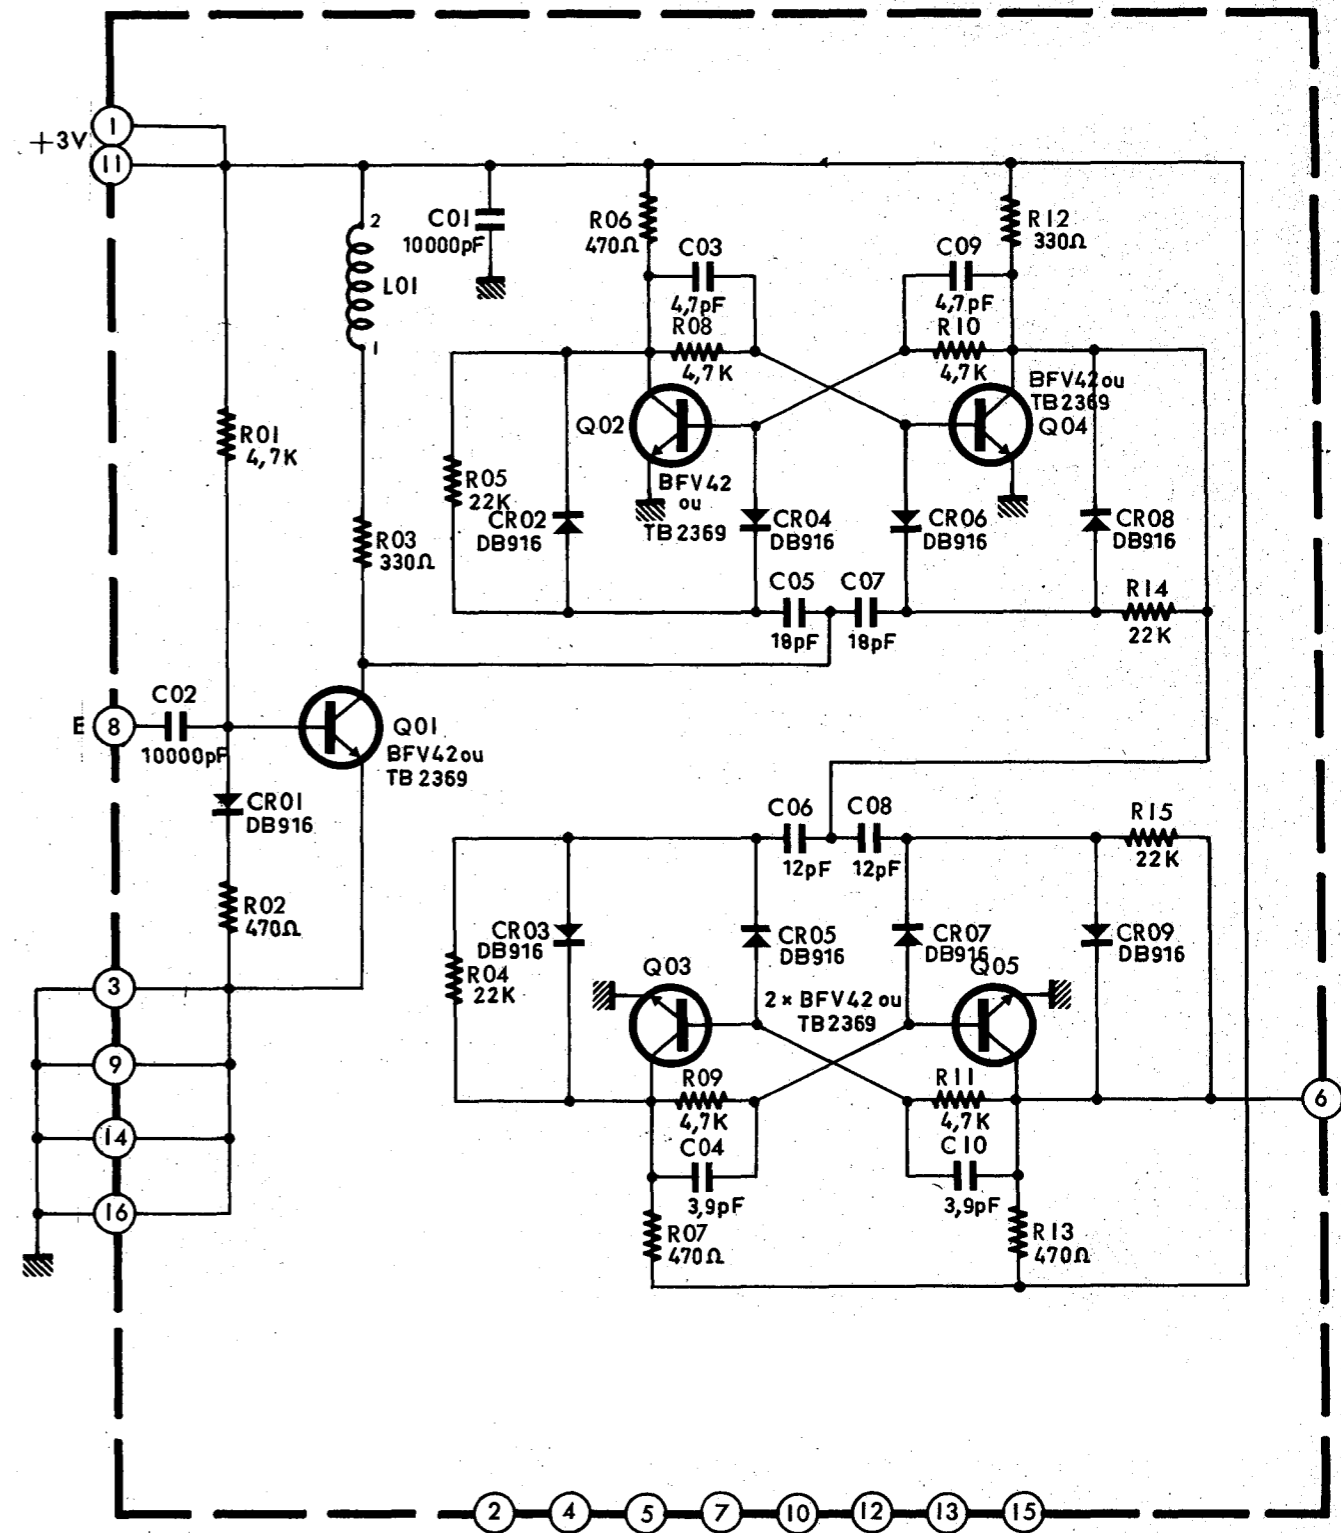 1
+3V
11
2
L01
1
C01
10000pF
R06
470Ω
C03
4,7pF
R08
4,7K
C09
4,7pF
R10
4,7K
R12
330Ω
BFV42ou
TB2369
Q04
Q02
BFV42
ou
TB2369
R01
4,7K
R05
22K
CR02
DB916
CR04
DB916
CR06
DB916
CR08
DB916
R03
330Ω
C05
18pF
C07
18pF
R14
22K
E
8
C02
10000pF
Q01
BFV42ou
TB2369
CR01
DB916
R02
470Ω
C06
12pF
C08
12pF
R15
22K
CR03
DB916
R04
22K
Q03
CR05
DB916
CR07
DB916
Q05
CR09
DB916
2×BFV42ou
TB2369
3
9
14
16
R09
4,7K
C04
3,9pF
R11
4,7K
C10
3,9pF
R07
470Ω
R13
470Ω
6
2
4
5
7
10
12
13
15